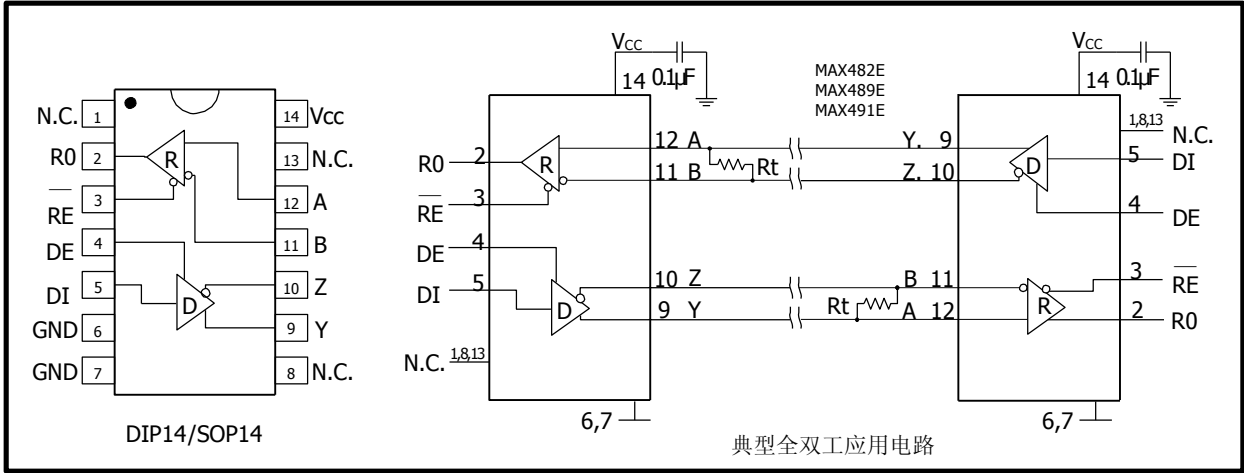 N.C. 1
R0 2
RE 3
DE 4
DI 5
GND 6
GND 7
14 Vcc
13 N.C.
12 A
11 B
10 Z
9 Y
8 N.C.
R
D
DIP14/SOP14
VCC
14 0.1µF
R0 2
RE 3
DE 4
DI 5
N.C. 1,8,13
R
D
12 A
11 B
Rt
10 Z
9 Y
6,7
MAX482E
MAX489E
MAX491E
VCC
14 0.1µF
Y. 9
Z. 10
B 11
Rt
A 12
D
R
1,8,13 N.C.
5 DI
4 DE
3 RE
2 R0
6,7
典型全双工应用电路